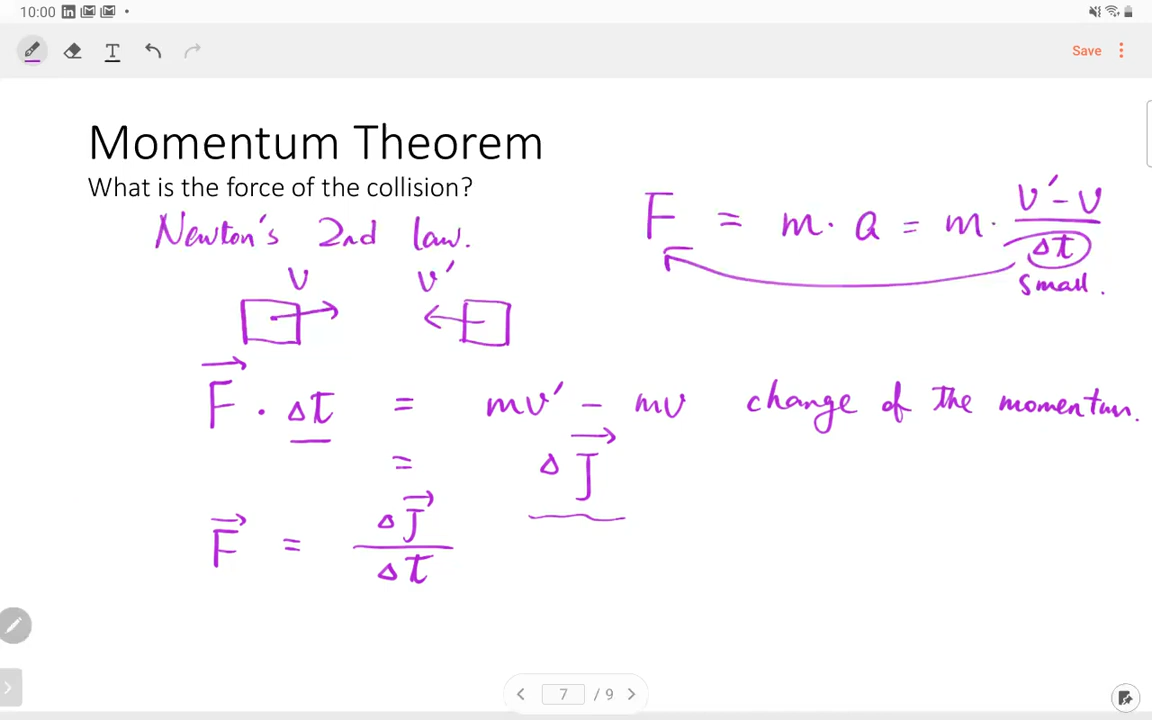 10:00
Save
Momentum Theorem
What is the force of the collision?
Newton's 2nd law.
F = m · a = m · (v' - v) / Δt
small.
v v'
F⃗ · Δt = mv' - mv change of the momentum.
= ΔJ⃗
F⃗ = ΔJ⃗ / Δt
7 / 9